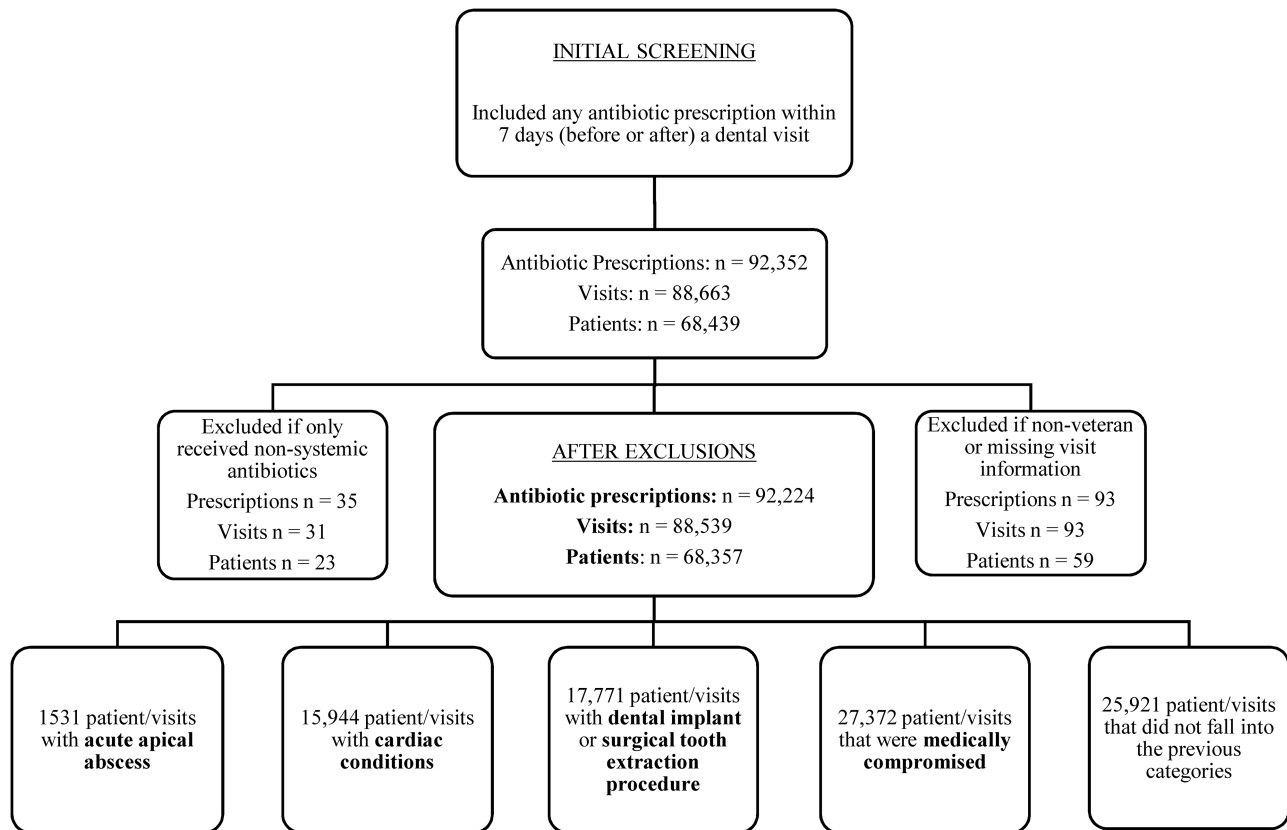 INITIAL SCREENING
Included any antibiotic prescription within
7 days (before or after) a dental visit
Antibiotic Prescriptions: n = 92,352
Visits: n = 88,663
Patients: n = 68,439
Excluded if only
received non-systemic
antibiotics
Prescriptions n = 35
Visits n = 31
Patients n = 23
AFTER EXCLUSIONS
Antibiotic prescriptions: n = 92,224
Visits: n = 88,539
Patients: n = 68,357
Excluded if non-veteran
or missing visit
information
Prescriptions n = 93
Visits n = 93
Patients n = 59
1531 patient/visits
with acute apical
abscess
15,944 patient/visits
with cardiac
conditions
17,771 patient/visits
with dental implant
or surgical tooth
extraction
procedure
27,372 patient/visits
that were medically
compromised
25,921 patient/visits
that did not fall into
the previous
categories